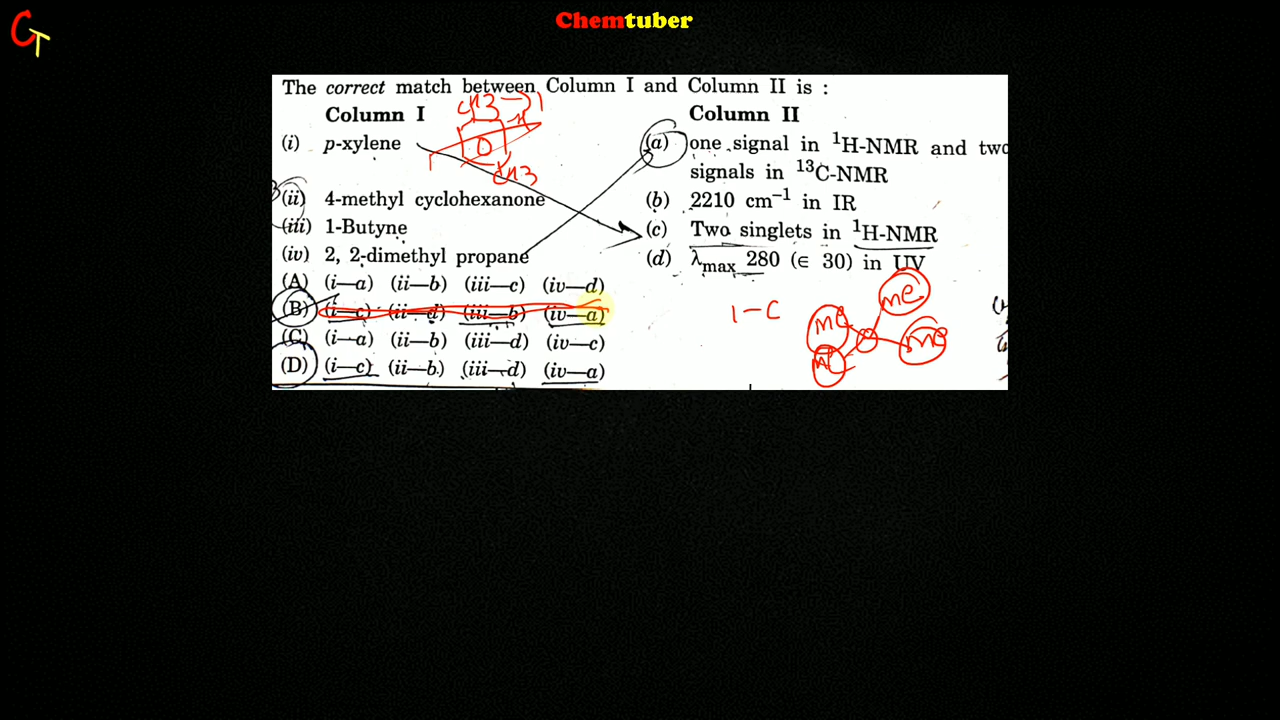 Chemtuber
CT
The correct match between Column I and Column II is :
Column I Column II
(i) p-xylene (a) one signal in ¹H-NMR and two
signals in ¹³C-NMR
(ii) 4-methyl cyclohexanone (b) 2210 cm⁻¹ in IR
(iii) 1-Butyne (c) Two singlets in ¹H-NMR
(iv) 2, 2-dimethyl propane (d) λmax 280 (∈ 30) in UV
(A) (i—a) (ii—b) (iii—c) (iv—d)
(B) (i—c) (ii—d) (iii—b) (iv—a)
(C) (i—a) (ii—b) (iii—d) (iv—c)
(D) (i—c) (ii—b) (iii—d) (iv—a)
CH3
CH3
1-C
me
me
me